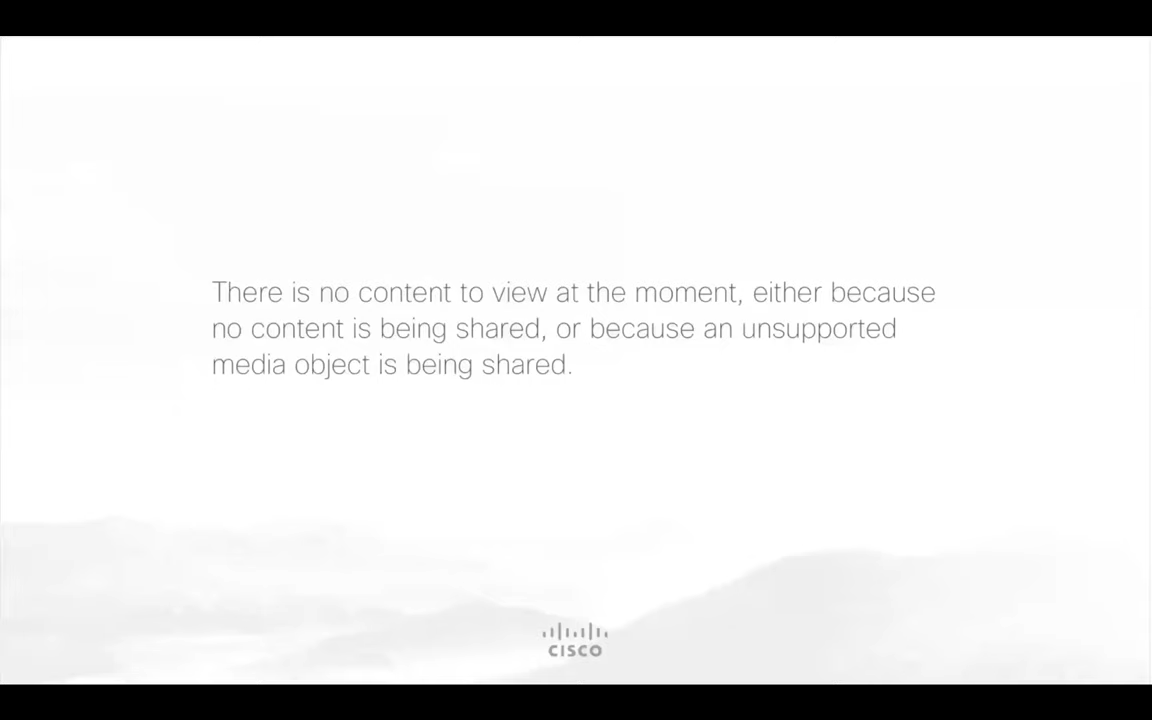 There is no content to view at the moment, either because
no content is being shared, or because an unsupported
media object is being shared.
CISCO